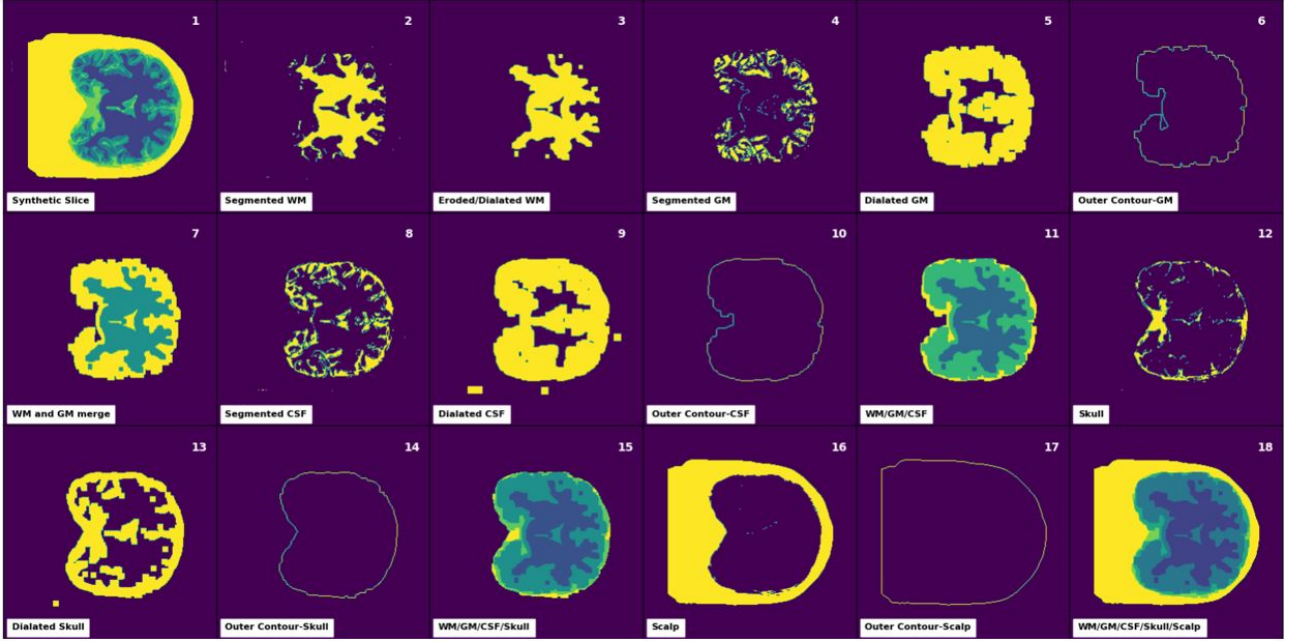 1 2 3 4 5 6
Synthetic Slice Segmented WM Eroded/Dialated WM Segmented GM Dialated GM Outer Contour-GM
7 8 9 10 11 12
WM and GM merge Segmented CSF Dialated CSF Outer Contour-CSF WM/GM/CSF Skull
13 14 15 16 17 18
Dialated Skull Outer Contour-Skull WM/GM/CSF/Skull Scalp Outer Contour-Scalp WM/GM/CSF/Skull/Scalp